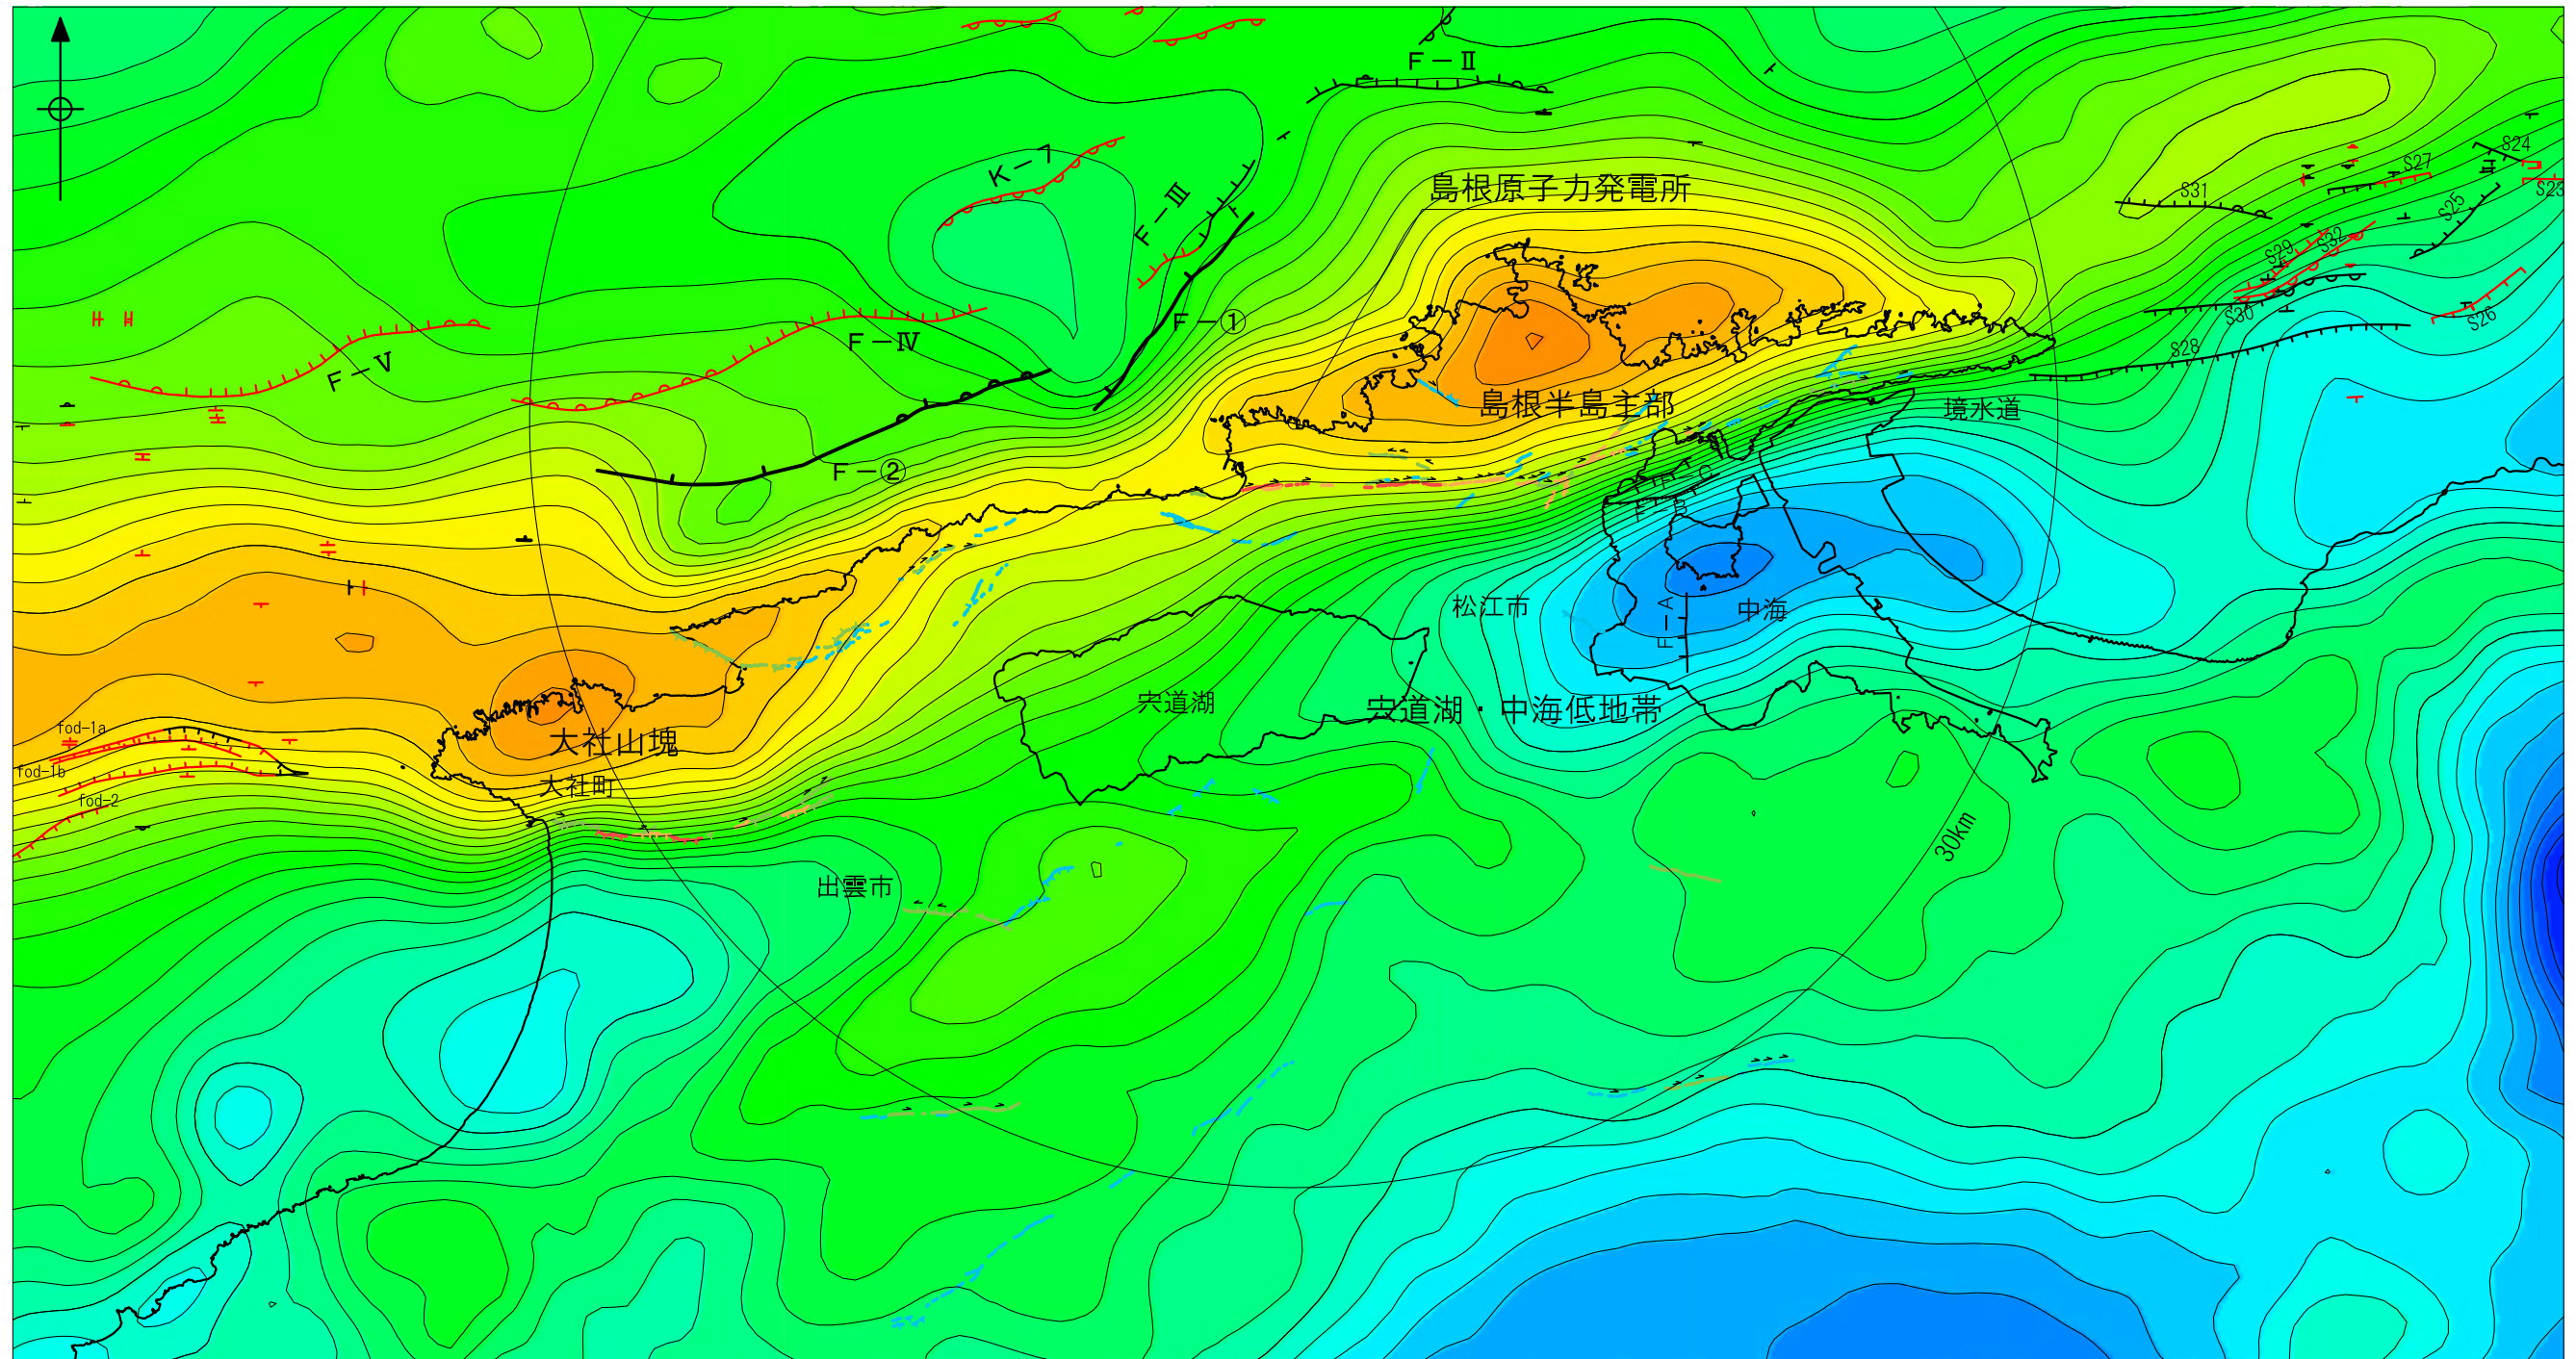 F－Ⅱ
K－7
F－Ⅲ
島根原子力発電所
S24
S27
S23
S31
S25
S29
S32
S30
S26
S28
F－①
F－Ⅳ
F－Ⅴ
F－②
島根半島主部
境水道
F－C
F－B
F－A
松江市
中海
宍道湖
宍道湖・中海低地帯
fod-1a
fod-1b
fod-2
大社山塊
大社町
出雲市
30km